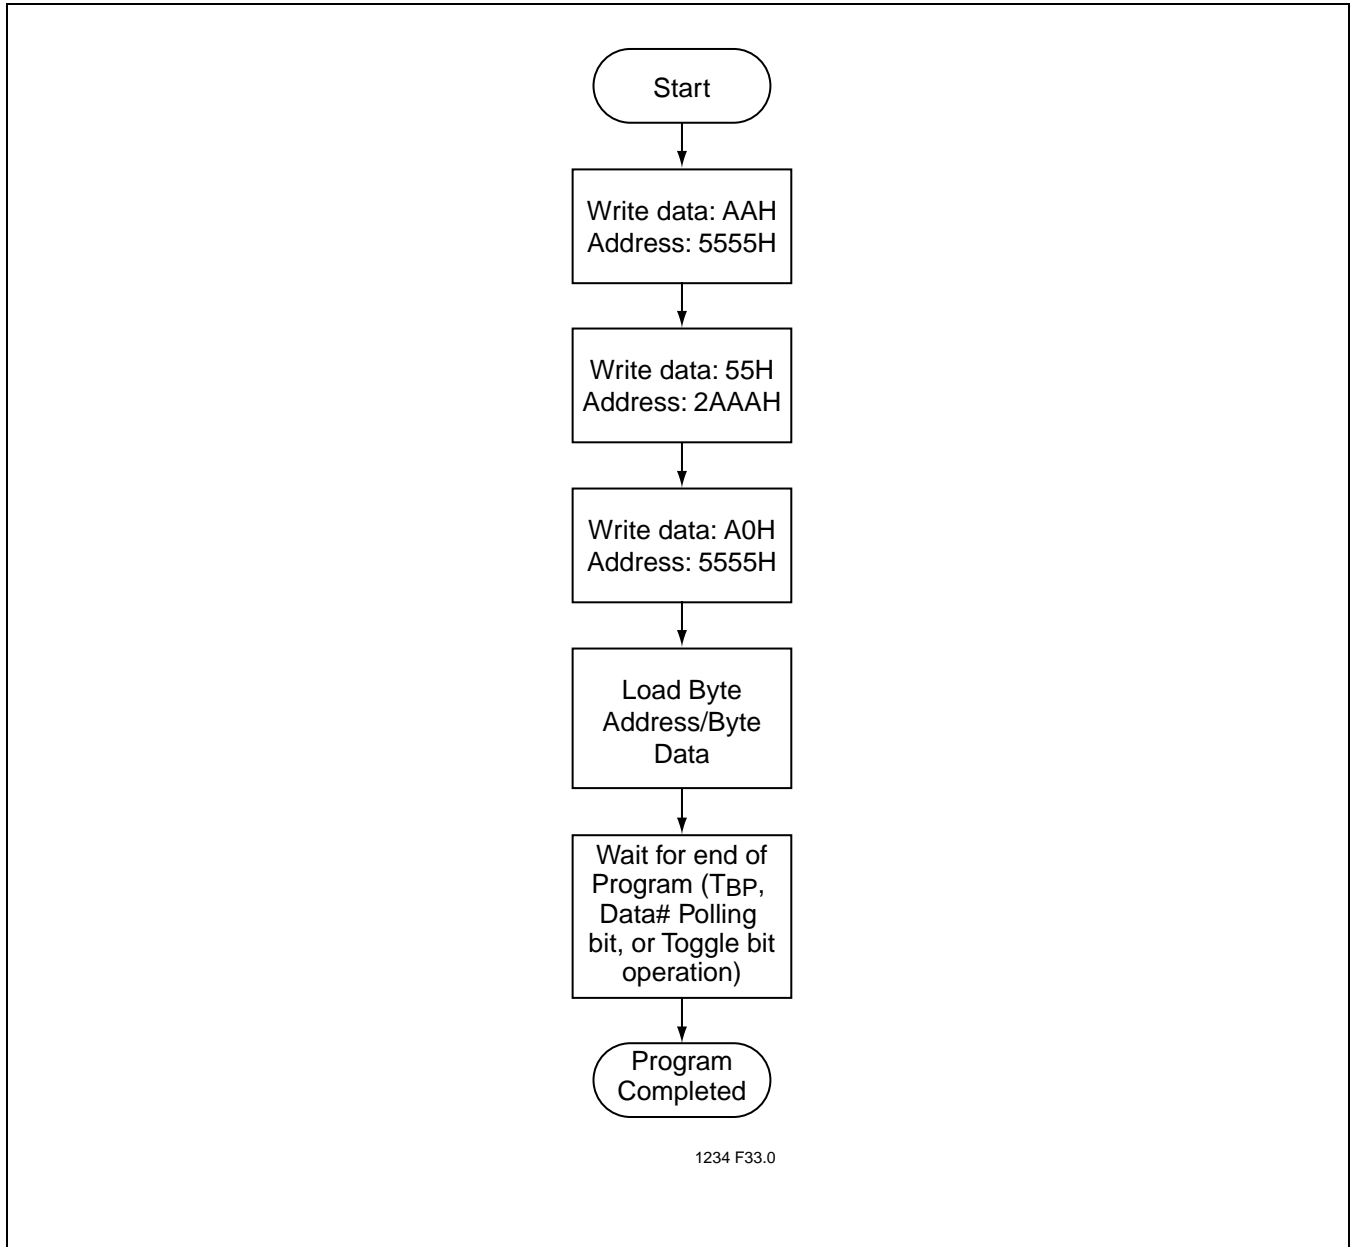 Start
Write data: AAH
Address: 5555H
Write data: 55H
Address: 2AAAH
Write data: A0H
Address: 5555H
Load Byte
Address/Byte
Data
Wait for end of
Program (TBP,
Data# Polling
bit, or Toggle bit
operation)
Program
Completed
1234 F33.0